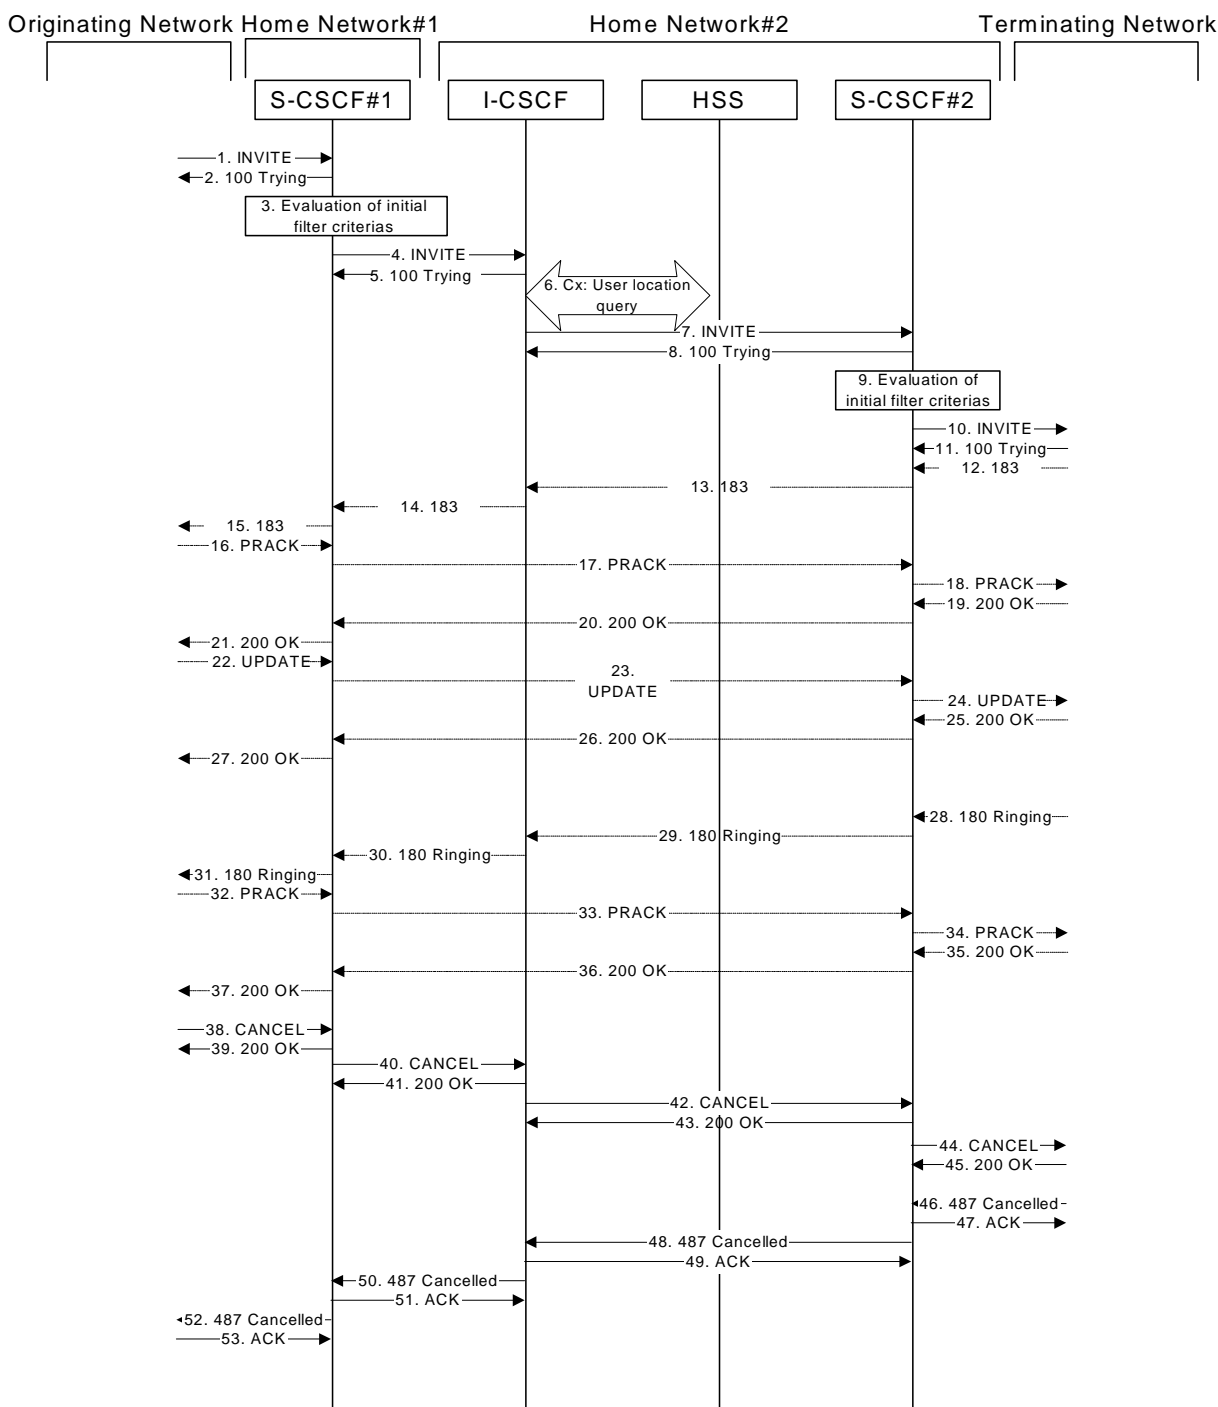 Originating Network Home Network#1 Home Network#2 Terminating Network
S-CSCF#1 I-CSCF HSS S-CSCF#2
1. INVITE
2. 100 Trying
3. Evaluation of initial
filter criterias
4. INVITE
5. 100 Trying
6. Cx: User location
query
7. INVITE
8. 100 Trying
9. Evaluation of
initial filter criterias
10. INVITE
11. 100 Trying
12. 183
13. 183
14. 183
15. 183
16. PRACK
17. PRACK
18. PRACK
19. 200 OK
20. 200 OK
21. 200 OK
22. UPDATE
23.
UPDATE
24. UPDATE
25. 200 OK
26. 200 OK
27. 200 OK
28. 180 Ringing
29. 180 Ringing
30. 180 Ringing
31. 180 Ringing
32. PRACK
33. PRACK
34. PRACK
35. 200 OK
36. 200 OK
37. 200 OK
38. CANCEL
39. 200 OK
40. CANCEL
41. 200 OK
42. CANCEL
43. 200 OK
44. CANCEL
45. 200 OK
46. 487 Cancelled
47. ACK
48. 487 Cancelled
49. ACK
50. 487 Cancelled
51. ACK
52. 487 Cancelled
53. ACK